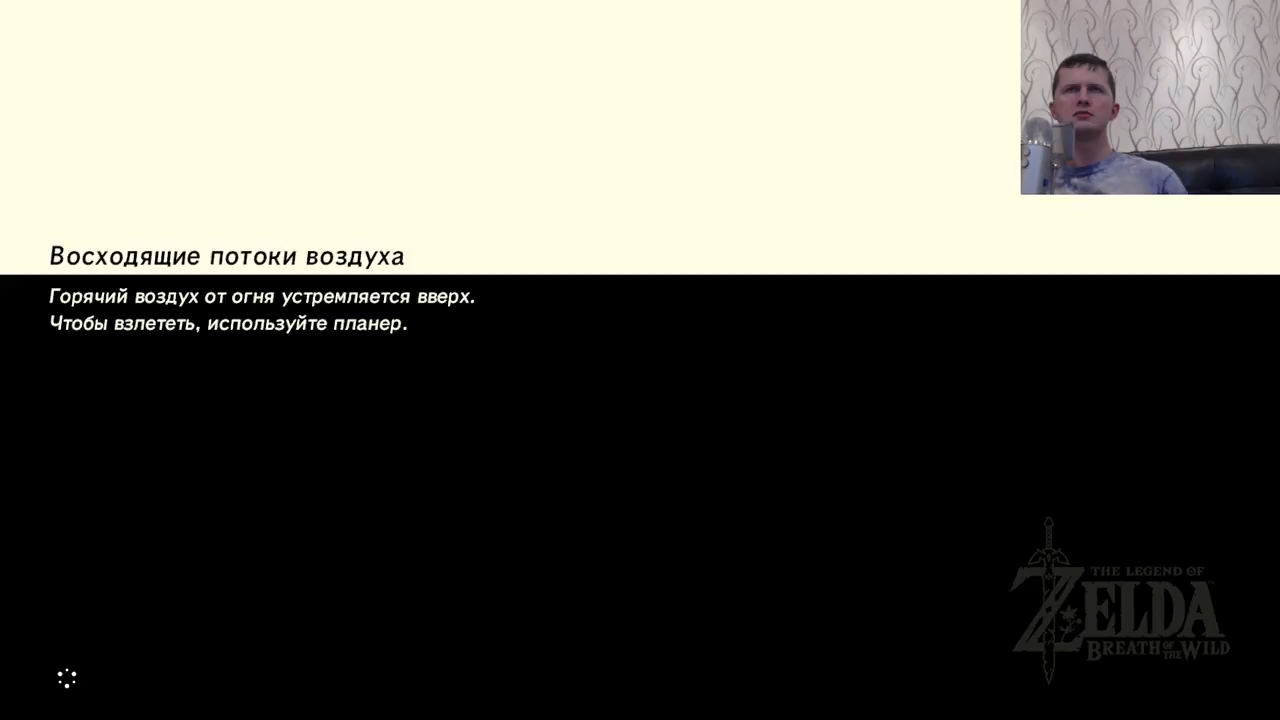 Восходящие потоки воздуха
Горячий воздух от огня устремляется вверх.
Чтобы взлететь, используйте планер.
THE LEGEND OF
ZELDA
BREATH OF THE WILD